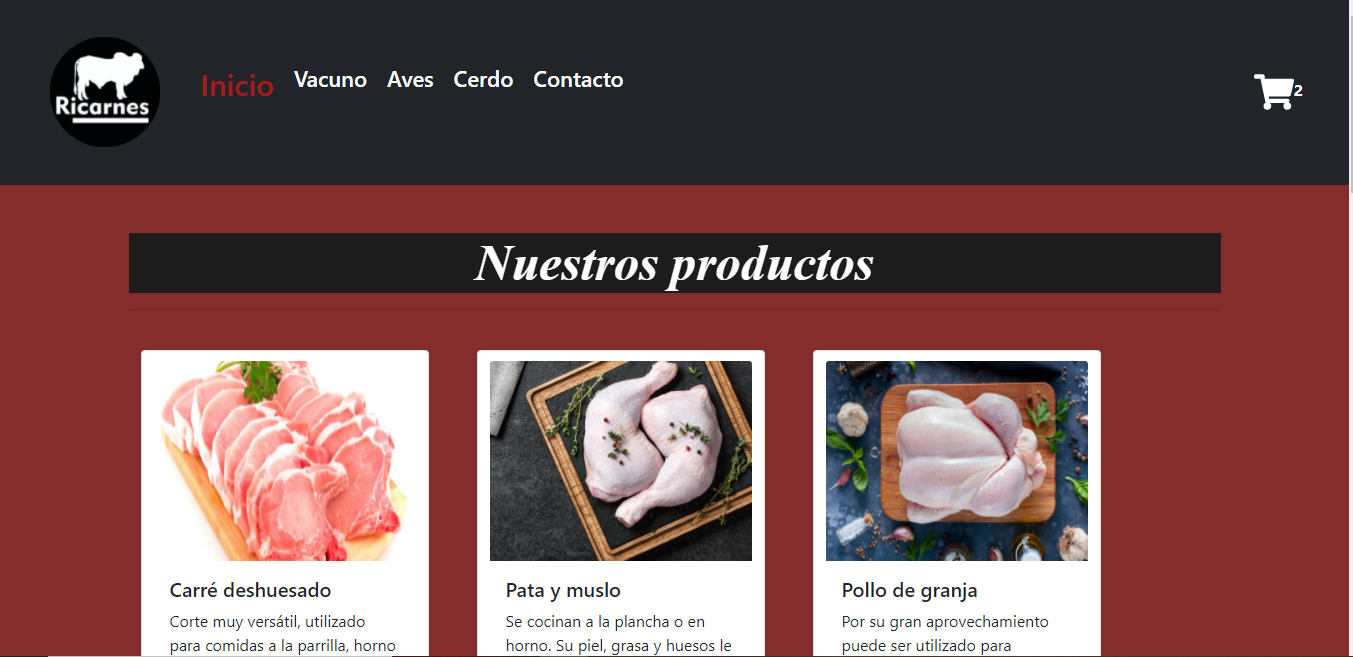 Ricarnes
Inicio Vacuno Aves Cerdo Contacto
2
Nuestros productos
Carré deshuesado
Corte muy versátil, utilizado
para comidas a la parrilla, horno
Pata y muslo
Se cocinan a la plancha o en
horno. Su piel, grasa y huesos le
Pollo de granja
Por su gran aprovechamiento
puede ser utilizado para